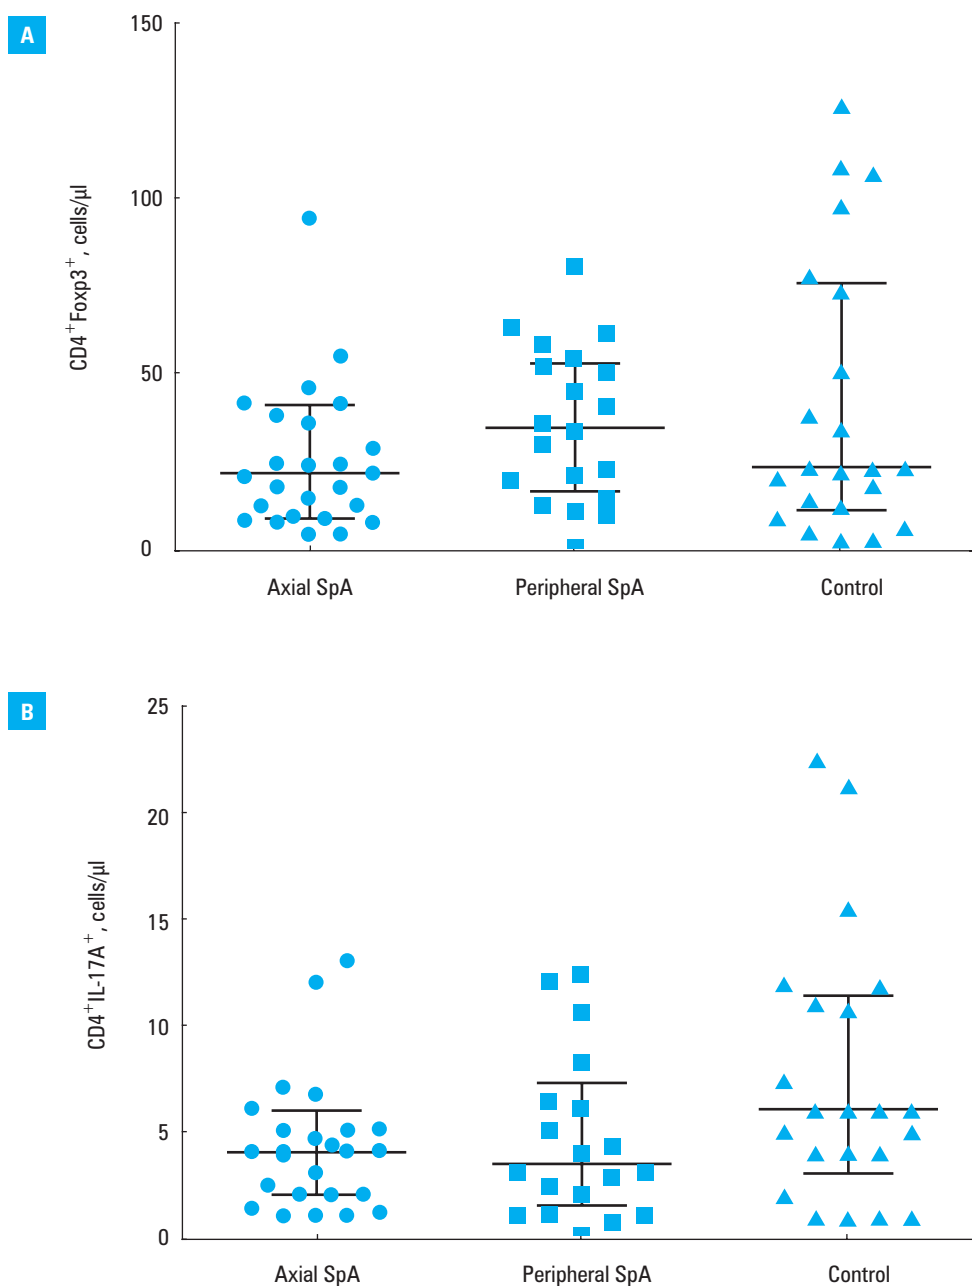 A
150
100
50
0
CD4+Foxp3+, cells/µl
Axial SpA
Peripheral SpA
Control
B
25
20
15
10
5
0
CD4+IL-17A+, cells/µl
Axial SpA
Peripheral SpA
Control